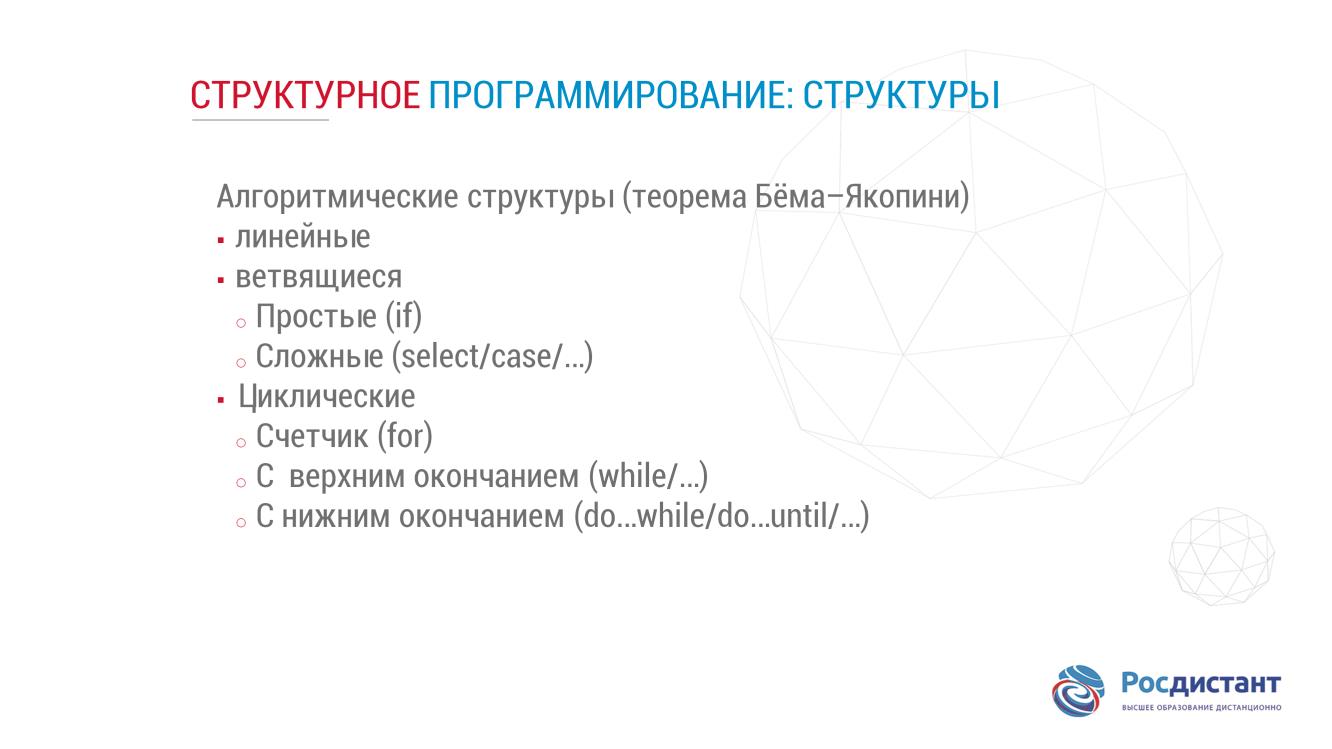 СТРУКТУРНОЕ ПРОГРАММИРОВАНИЕ: СТРУКТУРЫ
Алгоритмические структуры (теорема Бёма–Якопини)
▪ линейные
▪ ветвящиеся
○ Простые (if)
○ Сложные (select/case/...)
▪ Циклические
○ Счетчик (for)
○ С  верхним окончанием (while/...)
○ С нижним окончанием (do...while/do...until/...)
Росдистант
ВЫСШЕЕ ОБРАЗОВАНИЕ ДИСТАНЦИОННО